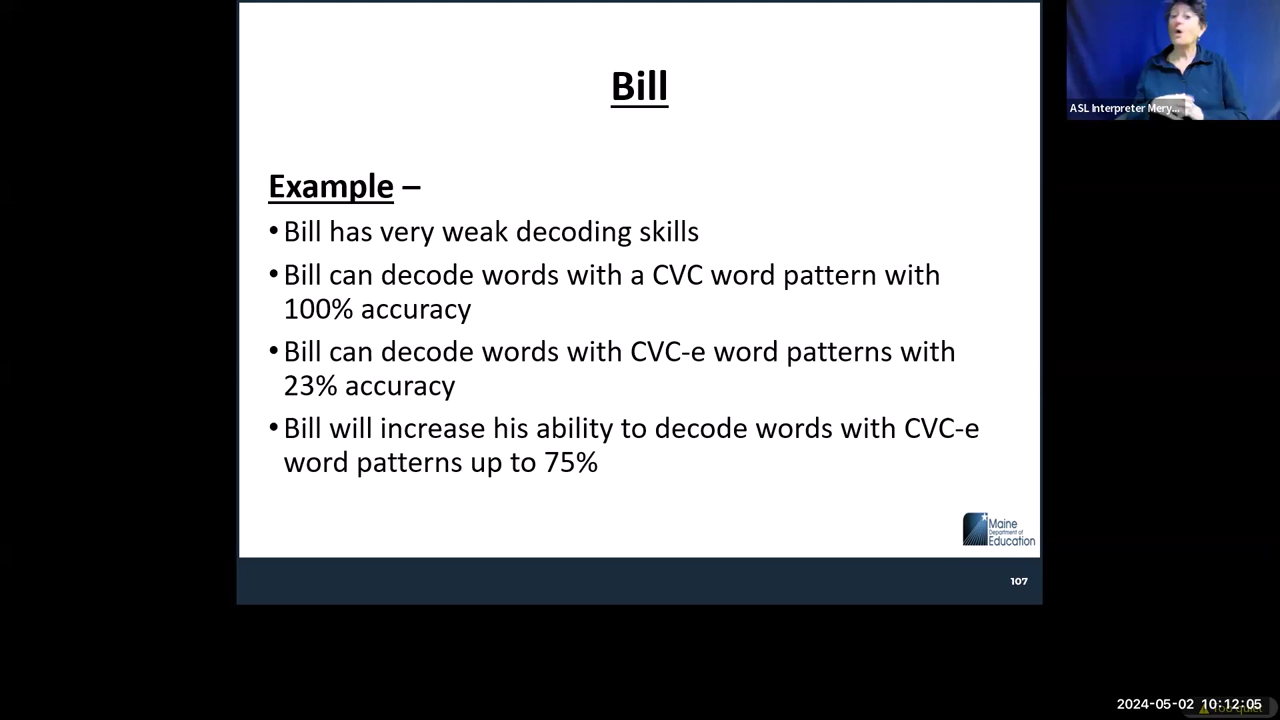 Bill
ASL Interpreter Mery...
Example –
•Bill has very weak decoding skills
•Bill can decode words with a CVC word pattern with
100% accuracy
•Bill can decode words with CVC-e word patterns with
23% accuracy
•Bill will increase his ability to decode words with CVC-e
word patterns up to 75%
Maine
Department of
Education
107
2024-05-02 10:12:05